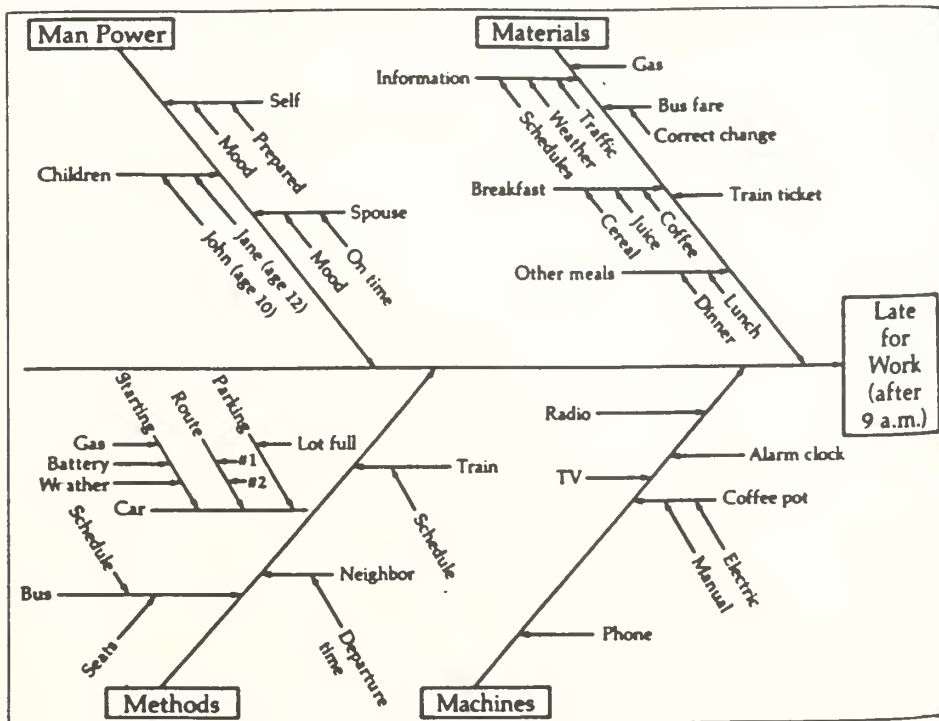 Man Power
Materials
Gas
Information
Self
Bus fare
Traffic
Weather
Schedules
Correct change
Mood
Prepared
Children
Breakfast
Train ticket
Spouse
Coffee
Juice
Cereal
Jane (age 12)
John (age 10)
Mood
On time
Other meals
Lunch
Dinner
Late
for
Work
(after
9 a.m.)
Starting
Route
Parking
Radio
Gas
Lot full
Battery
#1
Train
Alarm clock
Weather
#2
TV
Coffee pot
Car
Schedule
Schedule
Neighbor
Manual
Electric
Bus
Seats
Departure
time
Phone
Methods
Machines